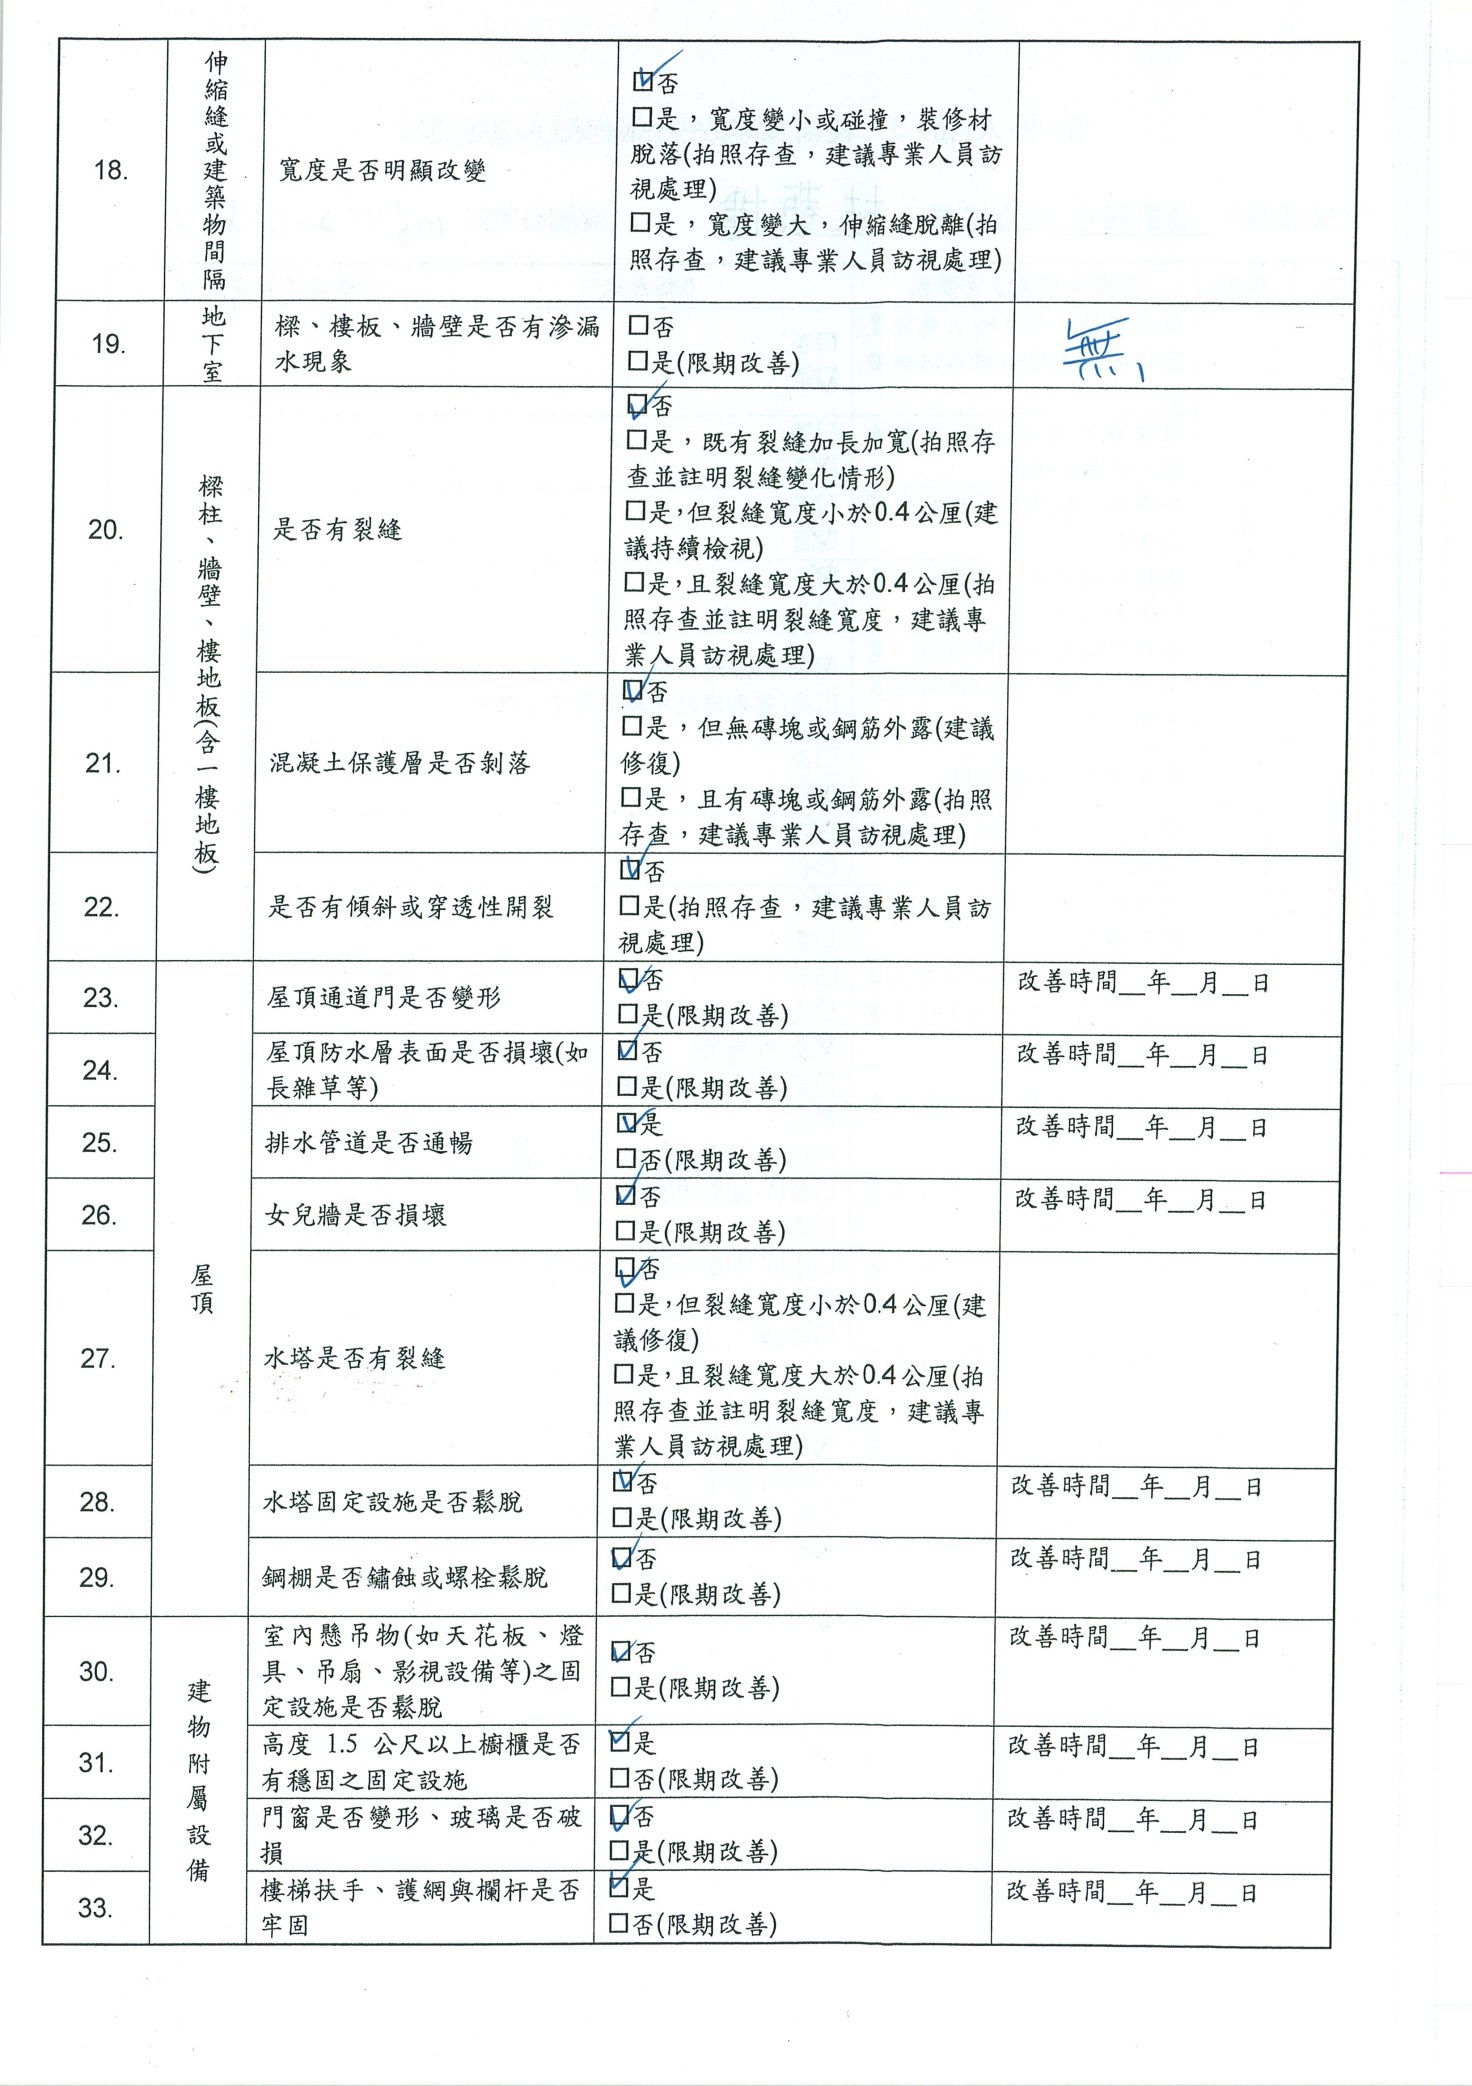 18.
伸縮縫或建築物間隔
寬度是否明顯改變
☑否
□是，寬度變小或碰撞，裝修材
脫落(拍照存查，建議專業人員訪
視處理)
□是，寬度變大，伸縮縫脫離(拍
照存查，建議專業人員訪視處理)
19.
地下室
樑、樓板、牆壁是否有滲漏
水現象
□否
□是(限期改善)
無
樑柱、牆壁、樓地板(含一樓地板)
20.
是否有裂縫
☑否
□是，既有裂縫加長加寬(拍照存
查並註明裂縫變化情形)
□是，但裂縫寬度小於0.4公厘(建
議持續檢視)
□是，且裂縫寬度大於0.4公厘(拍
照存查並註明裂縫寬度，建議專
業人員訪視處理)
21.
混凝土保護層是否剝落
☑否
□是，但無磚塊或鋼筋外露(建議
修復)
□是，且有磚塊或鋼筋外露(拍照
存查，建議專業人員訪視處理)
22.
是否有傾斜或穿透性開裂
☑否
□是(拍照存查，建議專業人員訪
視處理)
屋頂
23.
屋頂通道門是否變形
☑否
□是(限期改善)
改善時間__年__月__日
24.
屋頂防水層表面是否損壞(如
長雜草等)
☑否
□是(限期改善)
改善時間__年__月__日
25.
排水管道是否通暢
☑是
□否(限期改善)
改善時間__年__月__日
26.
女兒牆是否損壞
☑否
□是(限期改善)
改善時間__年__月__日
27.
水塔是否有裂縫
☑否
□是，但裂縫寬度小於0.4公厘(建
議修復)
□是，且裂縫寬度大於0.4公厘(拍
照存查並註明裂縫寬度，建議專
業人員訪視處理)
28.
水塔固定設施是否鬆脫
☑否
□是(限期改善)
改善時間__年__月__日
29.
鋼棚是否鏽蝕或螺栓鬆脫
☑否
□是(限期改善)
改善時間__年__月__日
建物附屬設備
30.
室內懸吊物(如天花板、燈
具、吊扇、影視設備等)之固
定設施是否鬆脫
☑否
□是(限期改善)
改善時間__年__月__日
31.
高度 1.5 公尺以上櫥櫃是否
有穩固之固定設施
☑是
□否(限期改善)
改善時間__年__月__日
32.
門窗是否變形、玻璃是否破
損
☑否
□是(限期改善)
改善時間__年__月__日
33.
樓梯扶手、護網與欄杆是否
牢固
☑是
□否(限期改善)
改善時間__年__月__日